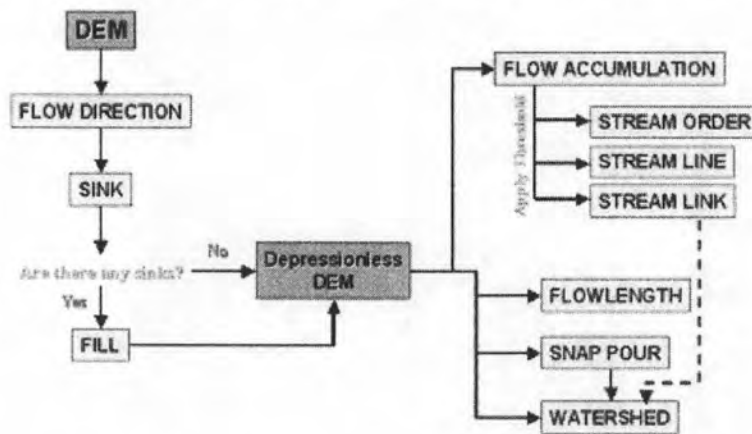 DEM
FLOW DIRECTION
SINK
Are there any sinks?
No
Yes
FILL
Depressionless
DEM
FLOW ACCUMULATION
Apply Threshold
STREAM ORDER
STREAM LINE
STREAM LINK
FLOWLENGTH
SNAP POUR
WATERSHED